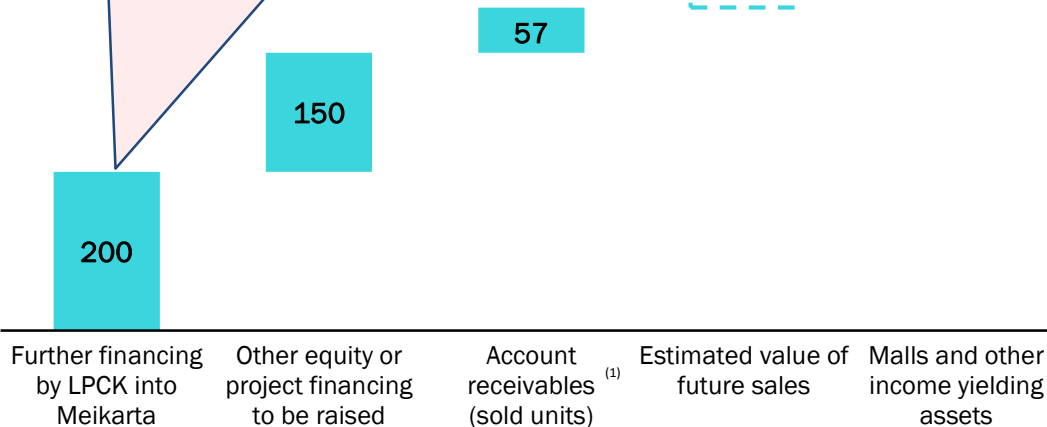 57
150
200
Further financing
by LPCK into
Meikarta
Other equity or
project financing
to be raised
Account
receivables (1)
(sold units)
Estimated value of
future sales
Malls and other
income yielding
assets